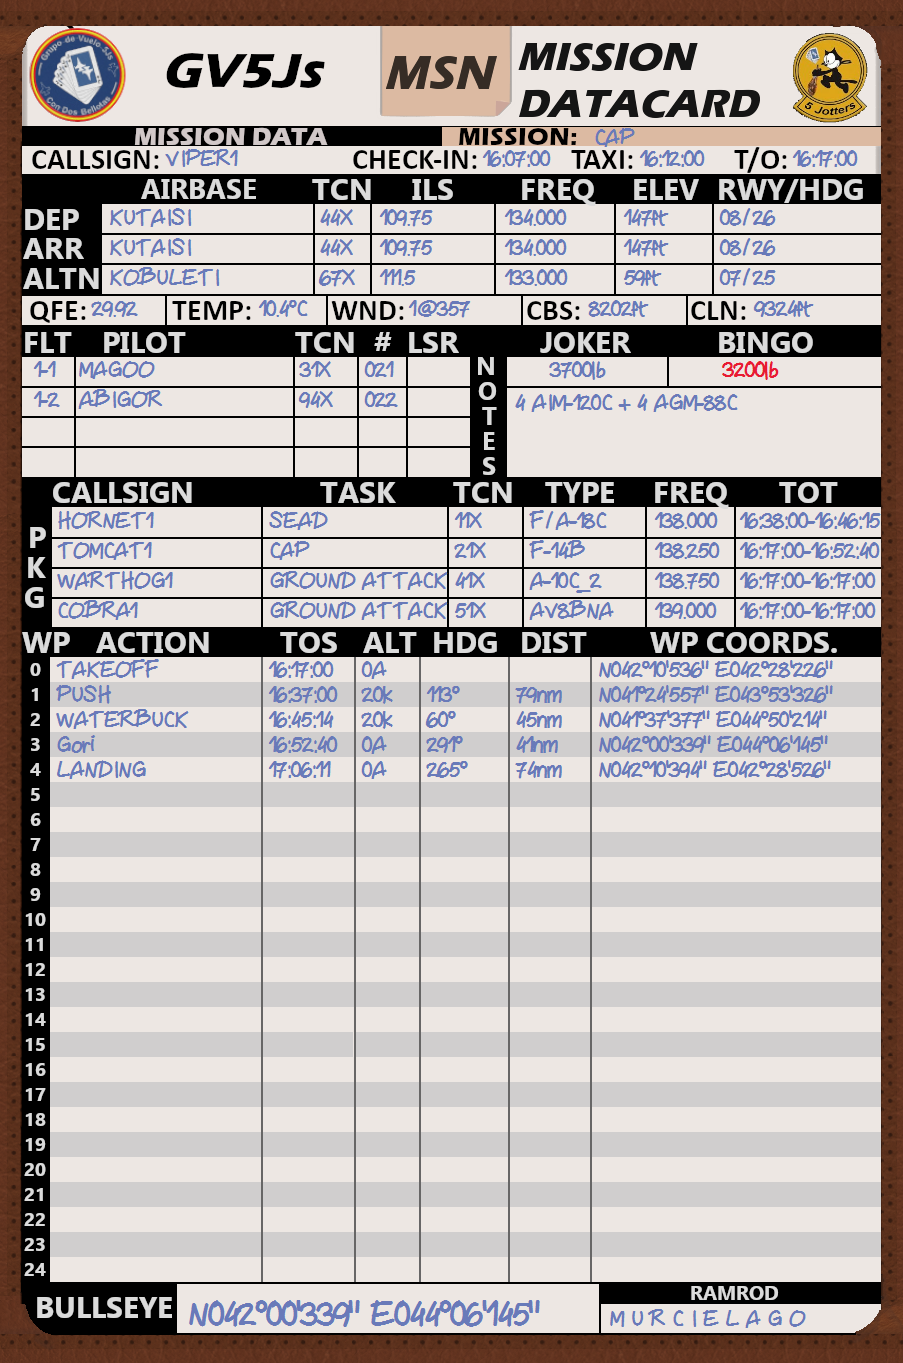 Grupo de Vuelo 5Js
Con Dos Bellotas
GV5Js
MSN
MISSION
DATACARD
5 Jotters
MISSION DATA MISSION: CAP
CALLSIGN: VIPER1 CHECK-IN: 16:07:00 TAXI: 16:12:00 T/O: 16:17:00
AIRBASE TCN ILS FREQ ELEV RWY/HDG
DEP KUTAISI 44X 109.75 134.000 147ft 08/26
ARR KUTAISI 44X 109.75 134.000 147ft 08/26
ALTN KOBULETI 67X 111.5 133.000 59ft 07/25
QFE: 29.92 TEMP: 10.4°C WND: 1@357 CBS: 8202ft CLN: 9324ft
FLT PILOT TCN # LSR NOTES JOKER BINGO
1-1 MAGOO 31X 021 3700lb 3200lb
1-2 ABIGOR 94X 022 4 AIM-120C + 4 AGM-88C
CALLSIGN TASK TCN TYPE FREQ TOT
PKG
HORNET1 SEAD 11X F/A-18C 138.000 16:38:00-16:46:15
TOMCAT1 CAP 21X F-14B 138.250 16:17:00-16:52:40
WARTHOG1 GROUND ATTACK 41X A-10C_2 138.750 16:17:00-16:17:00
COBRA1 GROUND ATTACK 51X AV8BNA 139.000 16:17:00-16:17:00
WP ACTION TOS ALT HDG DIST WP COORDS.
0 TAKEOFF 16:17:00 0A N042°10'536" E042°28'226"
1 PUSH 16:37:00 20k 113° 79nm N041°24'557" E043°53'326"
2 WATERBUCK 16:45:14 20k 60° 45nm N041°37'377" E044°50'214"
3 Gori 16:52:40 0A 291° 41nm N042°00'339" E044°06'145"
4 LANDING 17:06:11 0A 265° 74nm N042°10'394" E042°28'526"
5
6
7
8
9
10
11
12
13
14
15
16
17
18
19
20
21
22
23
24
BULLSEYE N042°00'339" E044°06'145"
RAMROD
MURCIELAGO